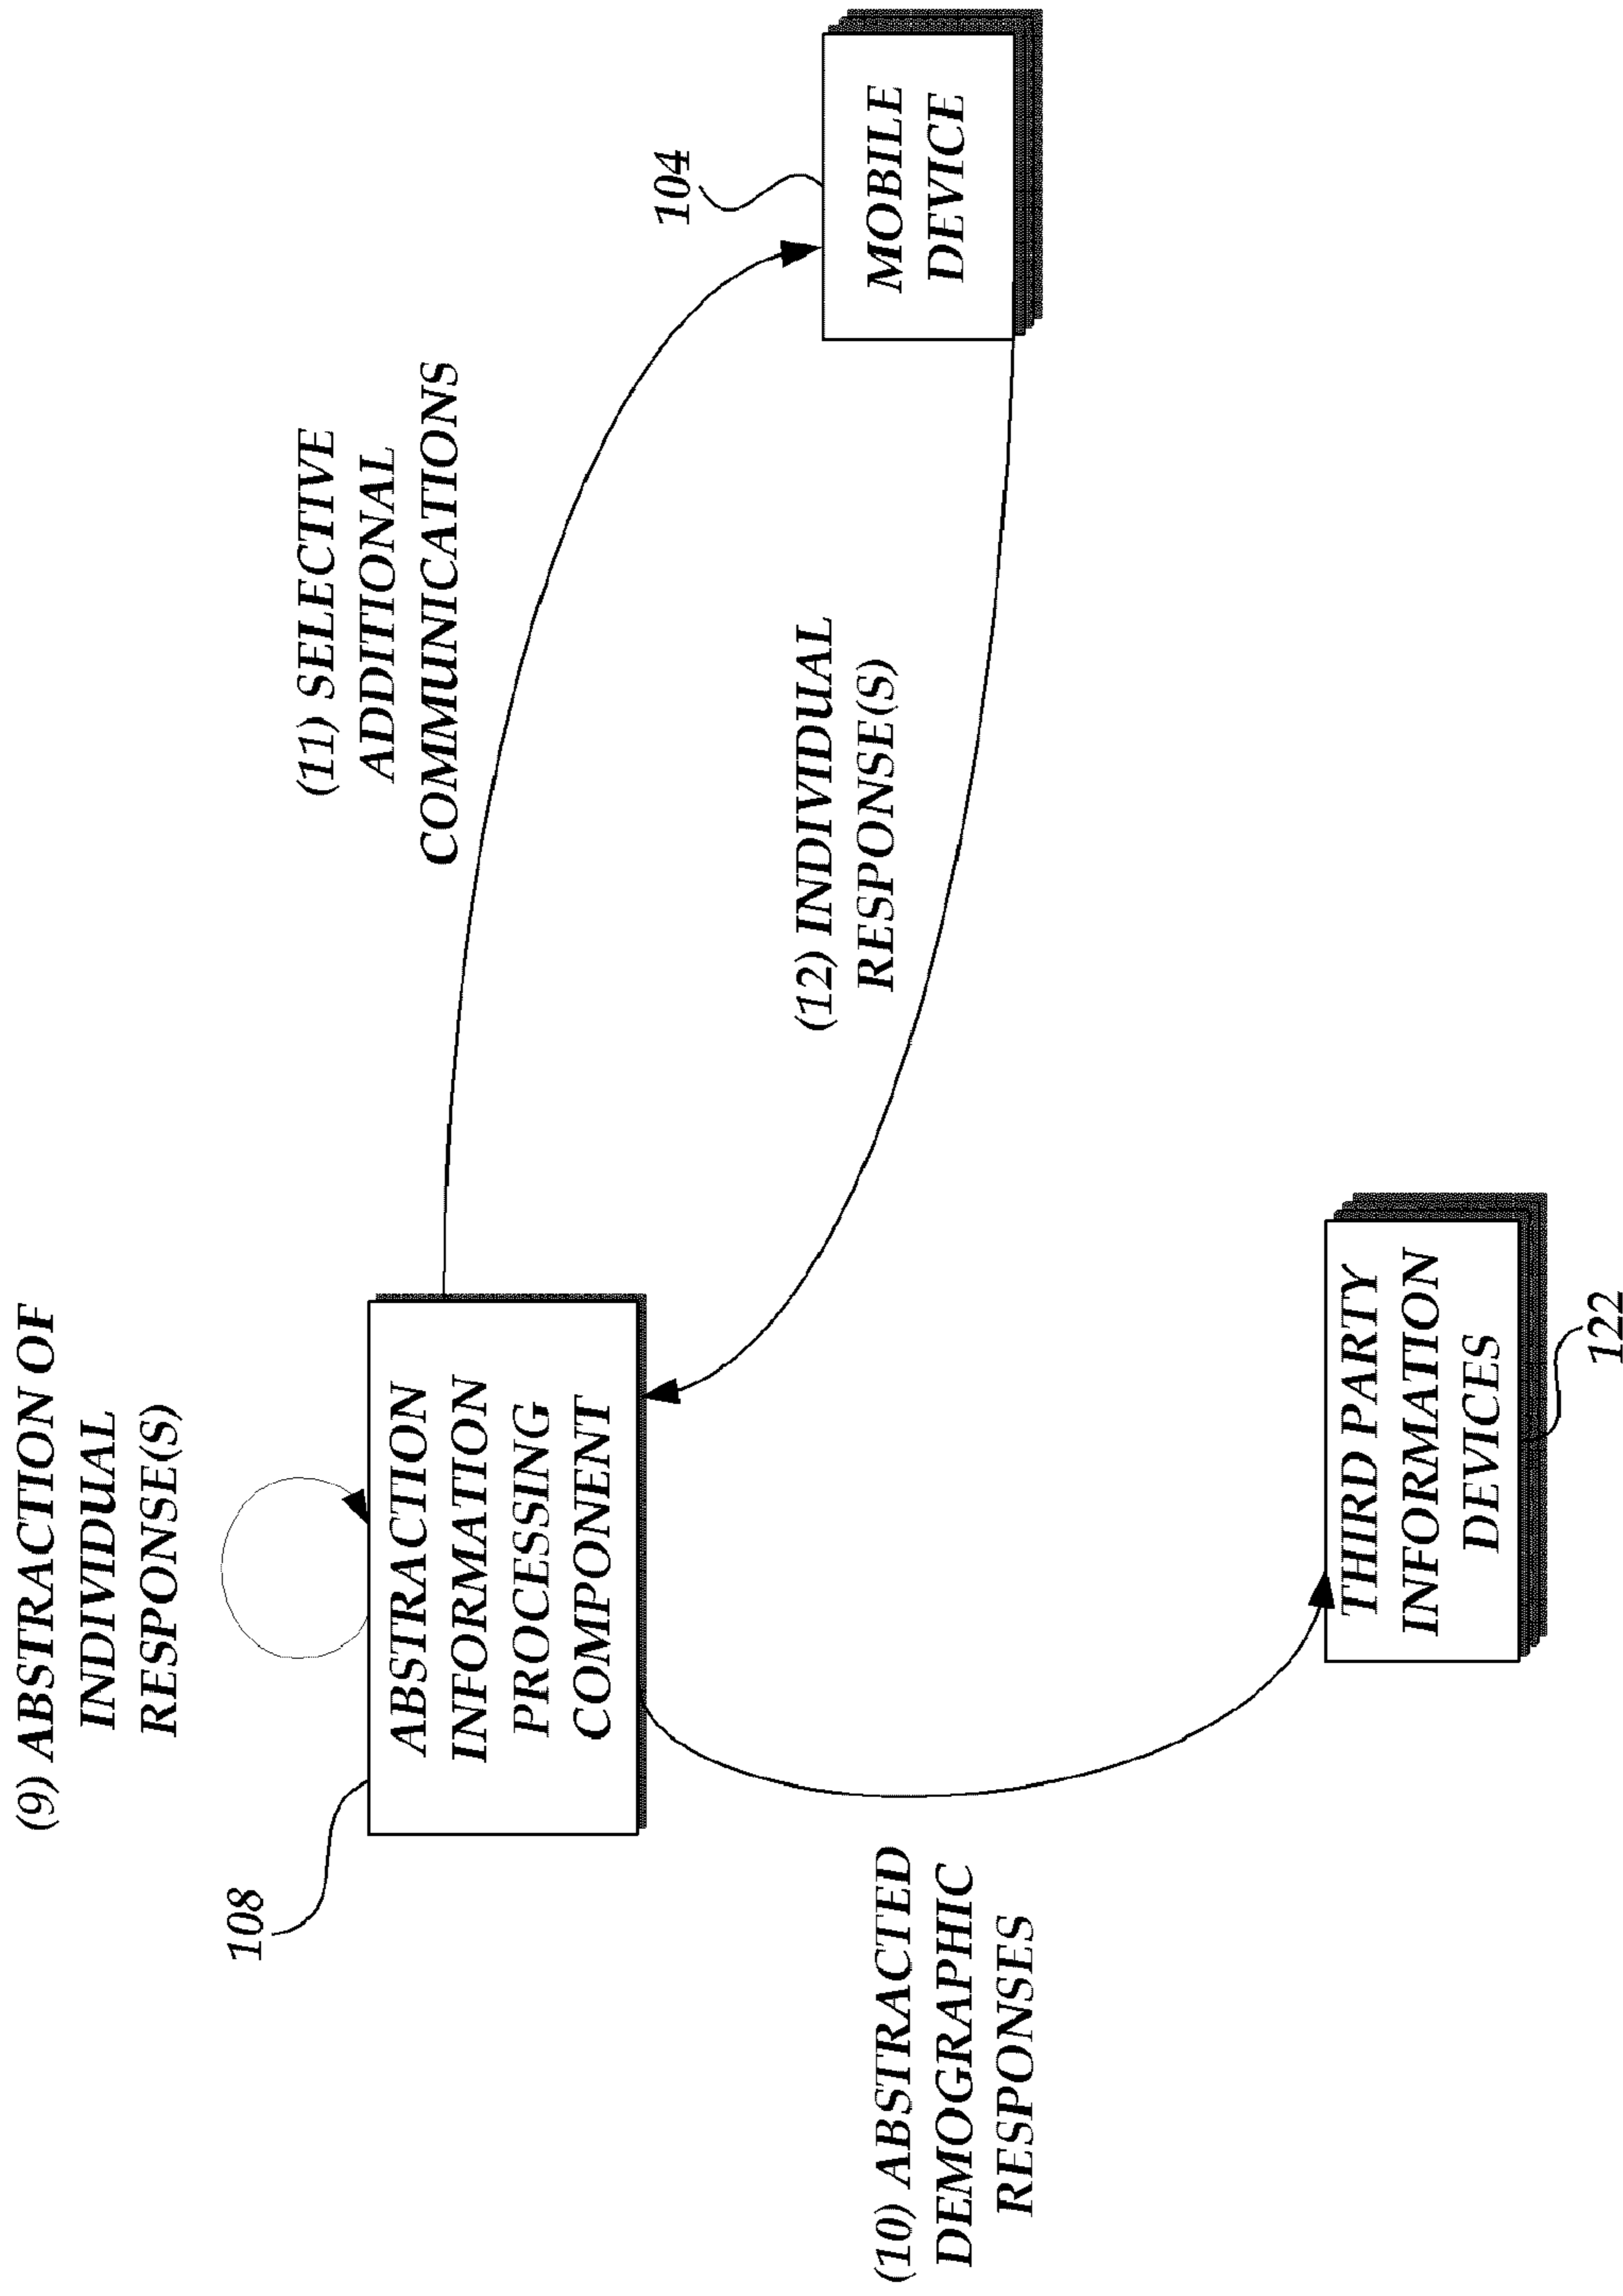 (9) ABSTRACTION OF
INDIVIDUAL
RESPONSE(S)
108
ABSTRACTION
INFORMATION
PROCESSING
COMPONENT
(11) SELECTIVE
ADDITIONAL
COMMUNICATIONS
104
MOBILE
DEVICE
(12) INDIVIDUAL
RESPONSE(S)
(10) ABSTRACTED
DEMOGRAPHIC
RESPONSES
THIRD PARTY
INFORMATION
DEVICES
122